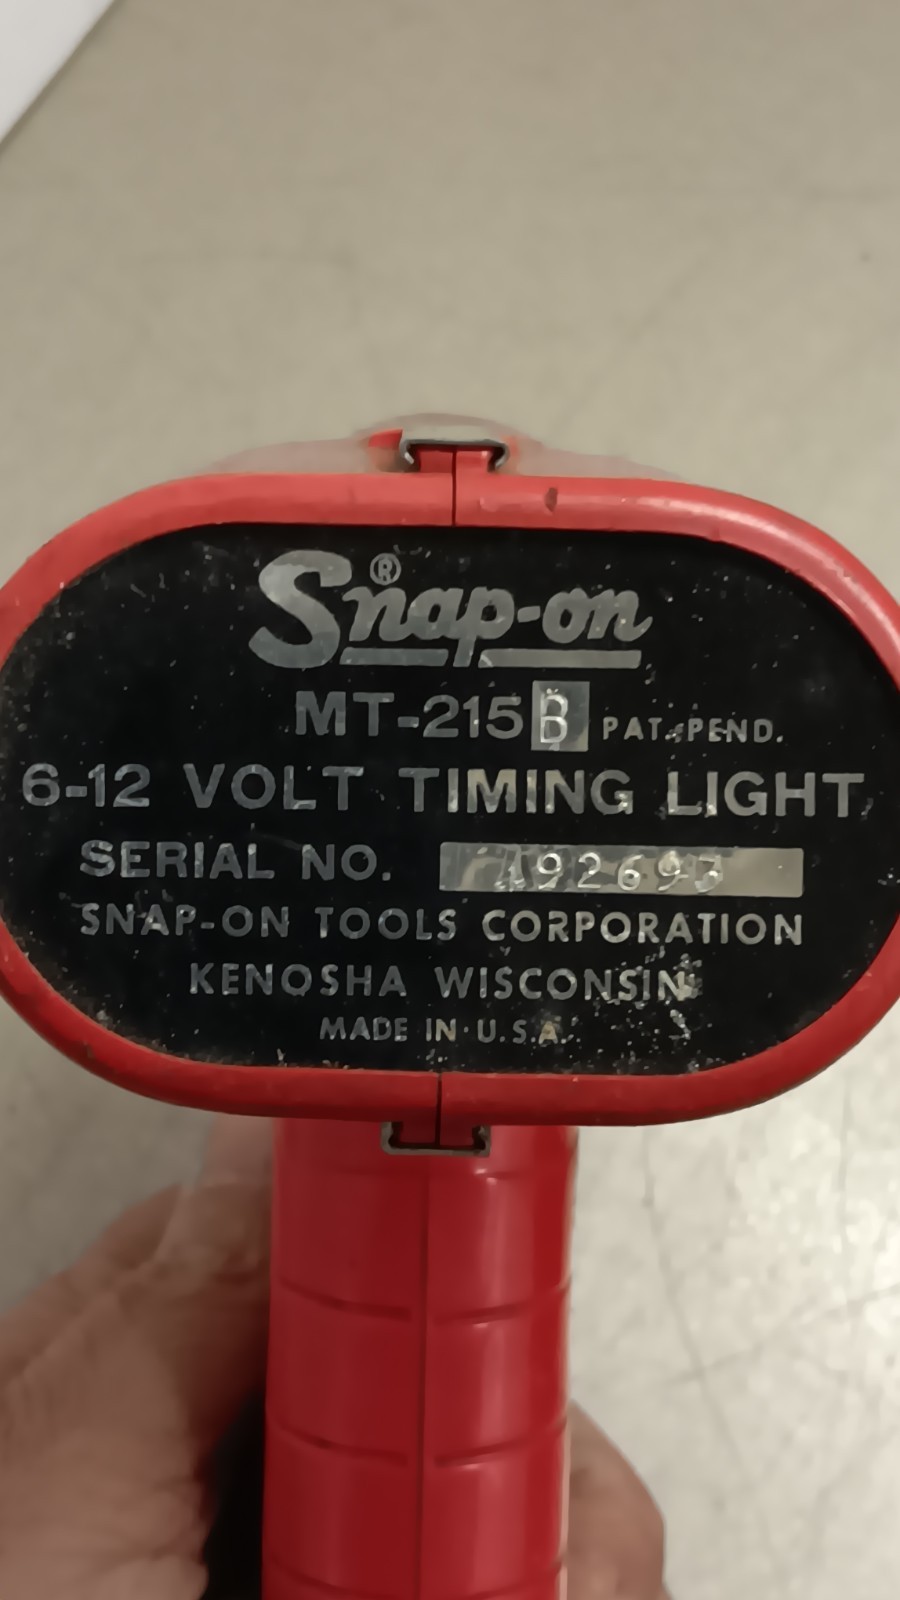 Snap-on®
MT-215B PAT. PEND.
6-12 VOLT TIMING LIGHT
SERIAL NO.
SNAP-ON TOOLS CORPORATION
KENOSHA WISCONSIN
MADE IN U.S.A.